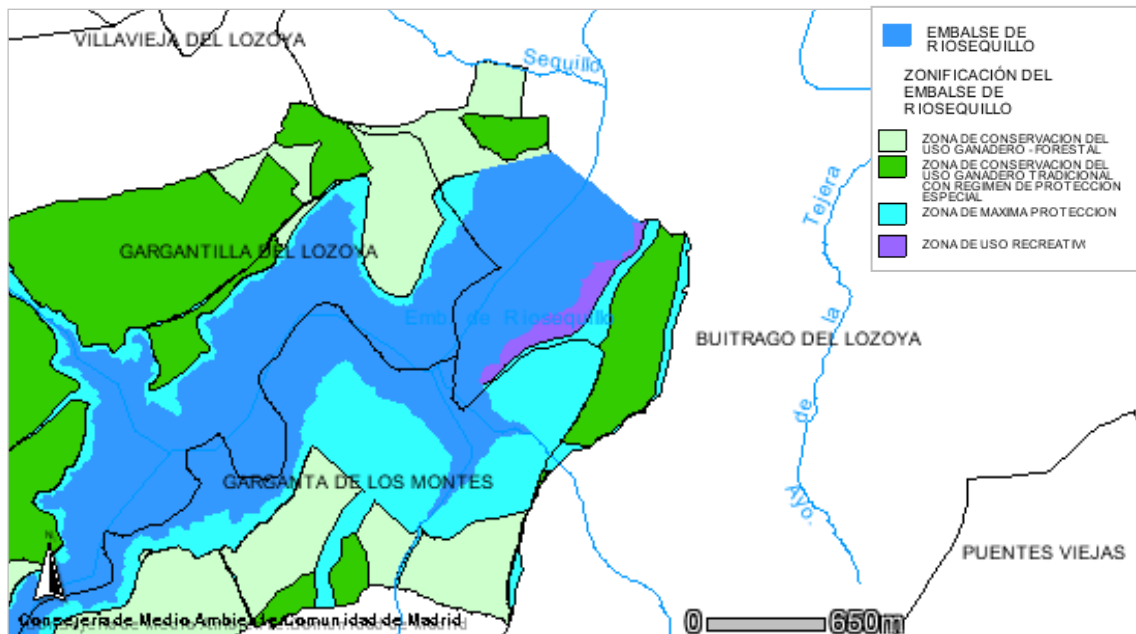 VILLAVIEJA DEL LOZOYA
Sequillo
EMBALSE DE
RIOSEQUILLO
ZONIFICACIÓN DEL
EMBALSE DE
RIOSEQUILLO
ZONA DE CONSERVACION DEL
USO GANADERO - FORESTAL
ZONA DE CONSERVACION DEL
USO GANADERO TRADICIONAL
CON REGIMEN DE PROTECCION
ESPECIAL
ZONA DE MAXIMA PROTECCION
ZONA DE USO RECREATIV
GARGANTILLA DEL LOZOYA
Emb. de Riosequillo
BUITRAGO DEL LOZOYA
Ayo. de la Tejera
GARGANTA DE LOS MONTES
PUENTES VIEJAS
N
Consejeria de Medio Ambiente.Comunidad de Madrid
0 650m